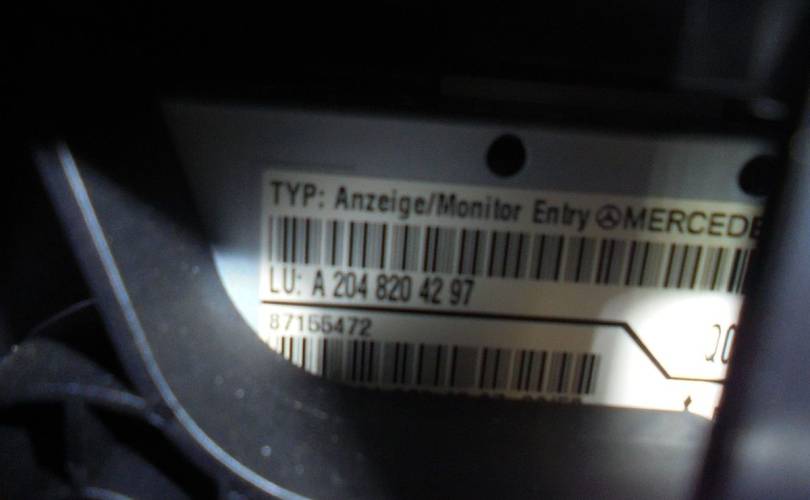 TYP: Anzeige/Monitor Entry MERCEDE
LU: A 204 820 42 97
87155472